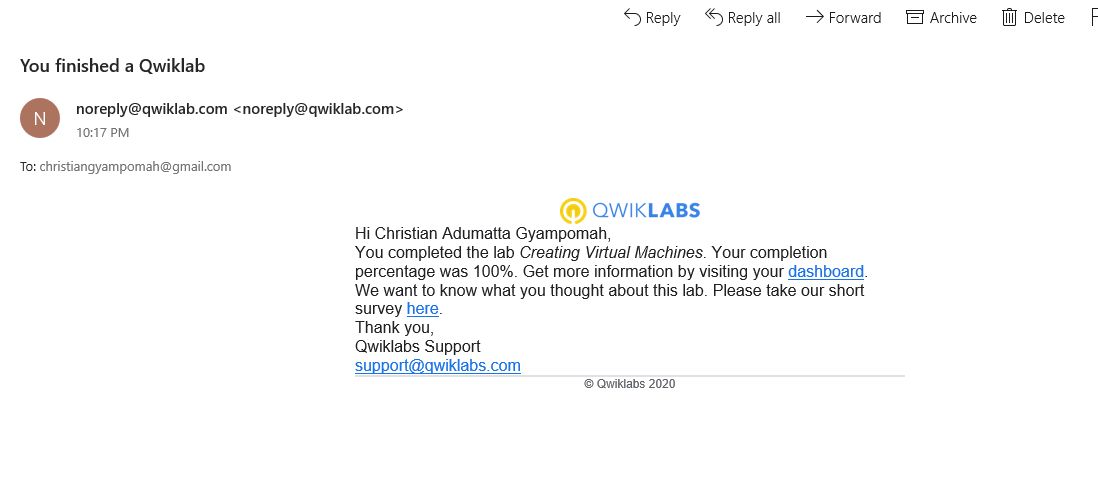 Reply Reply all Forward Archive Delete
You finished a Qwiklab
N
noreply@qwiklab.com <noreply@qwiklab.com>
10:17 PM
To: christiangyampomah@gmail.com
QWIKLABS
Hi Christian Adumatta Gyampomah,
You completed the lab Creating Virtual Machines. Your completion
percentage was 100%. Get more information by visiting your dashboard.
We want to know what you thought about this lab. Please take our short
survey here.
Thank you,
Qwiklabs Support
support@qwiklabs.com
© Qwiklabs 2020